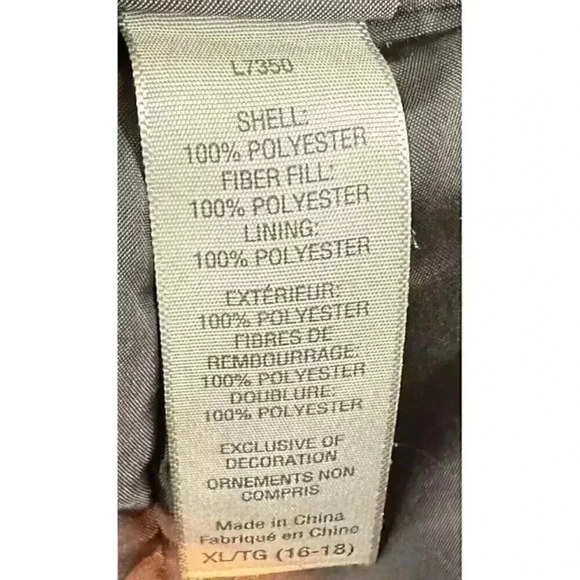 L7350
SHELL:
100% POLYESTER
FIBER FILL:
100% POLYESTER
LINING:
100% POLYESTER
EXTÉRIEUR:
100% POLYESTER
FIBRES DE
REMBOURRAGE:
100% POLYESTER
DOUBLURE:
100% POLYESTER
EXCLUSIVE OF
DECORATION
ORNEMENTS NON
COMPRIS
Made in China
Fabriqué en Chine
XL/TG (16-18)